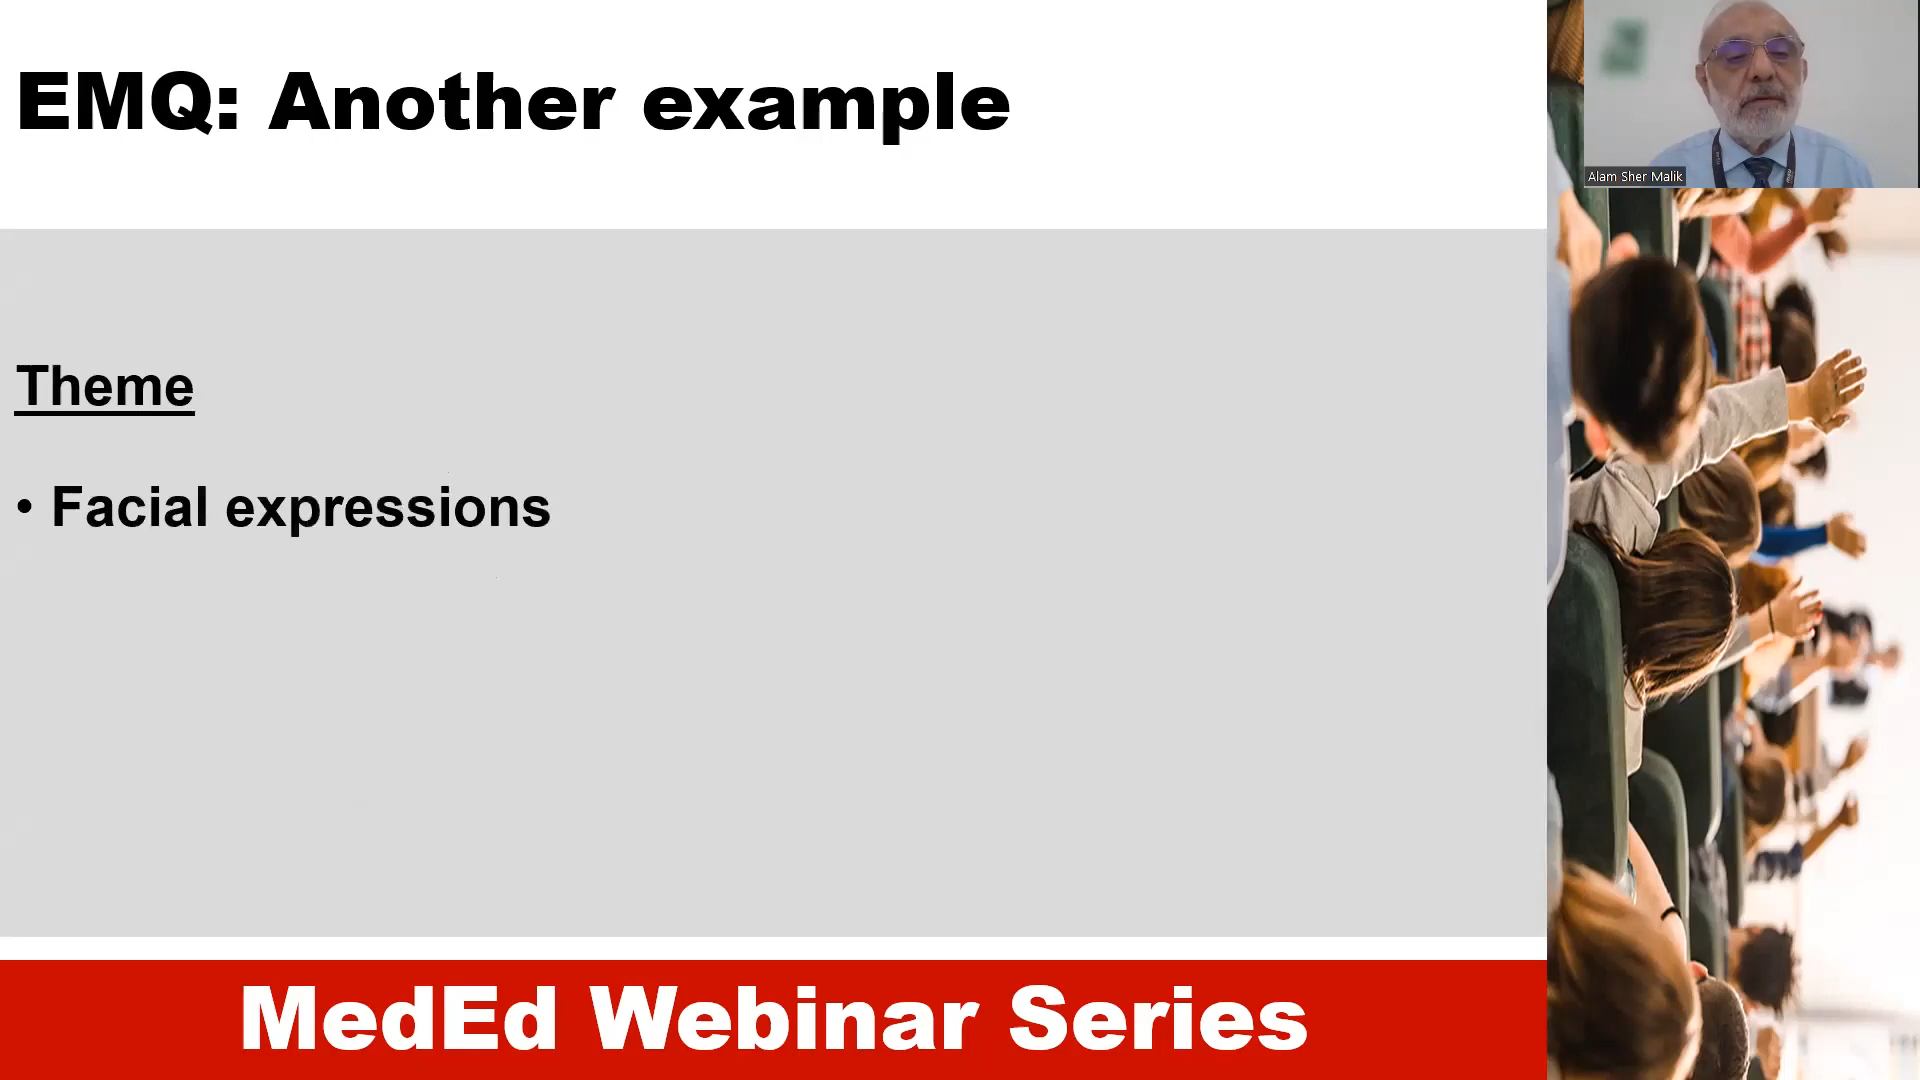 EMQ: Another example
Alam Sher Malik
Theme
• Facial expressions
MedEd Webinar Series